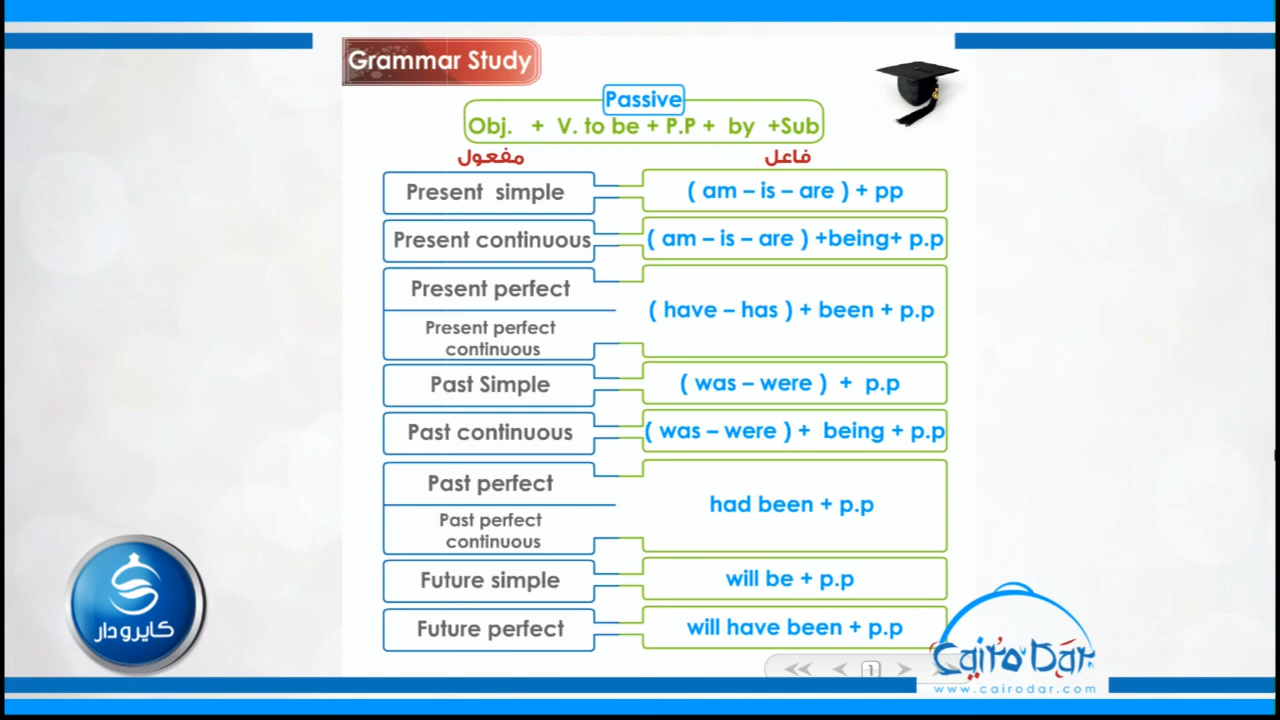 Grammar Study
Passive
Obj. + V. to be + P.P + by +Sub
مفعول فاعل
Present simple ( am – is – are ) + pp
Present continuous ( am – is – are ) +being+ p.p
Present perfect
( have – has ) + been + p.p
Present perfect
continuous
Past Simple ( was – were ) + p.p
Past continuous ( was – were ) + being + p.p
Past perfect
had been + p.p
Past perfect
continuous
Future simple will be + p.p
Future perfect will have been + p.p
كايرودار
1
Cairo Dar
www.cairodar.com